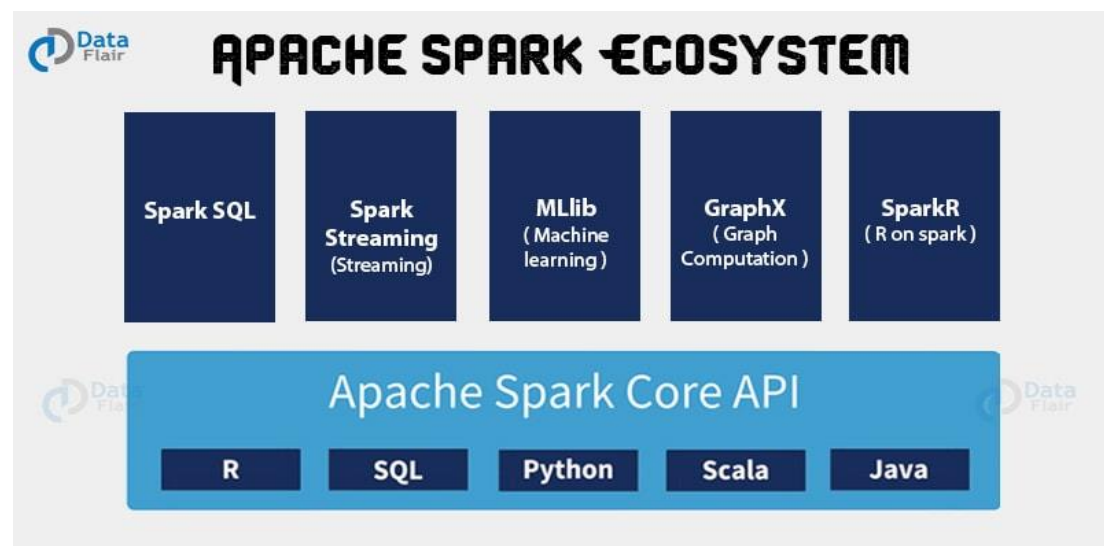 Data
Flair
APACHE SPARK ECOSYSTEM
Spark SQL
Spark
Streaming
(Streaming)
MLlib
( Machine
learning )
GraphX
( Graph
Computation )
SparkR
( R on spark )
Apache Spark Core API
R
SQL
Python
Scala
Java
Data
Flair
Data
Flair